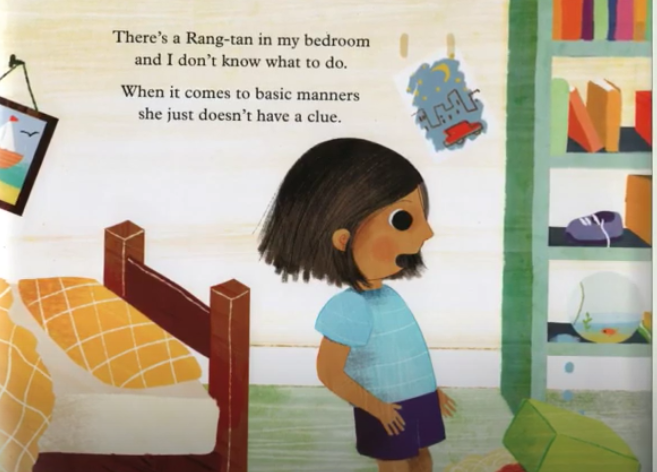 There's a Rang-tan in my bedroom
and I don't know what to do.
When it comes to basic manners
she just doesn't have a clue.